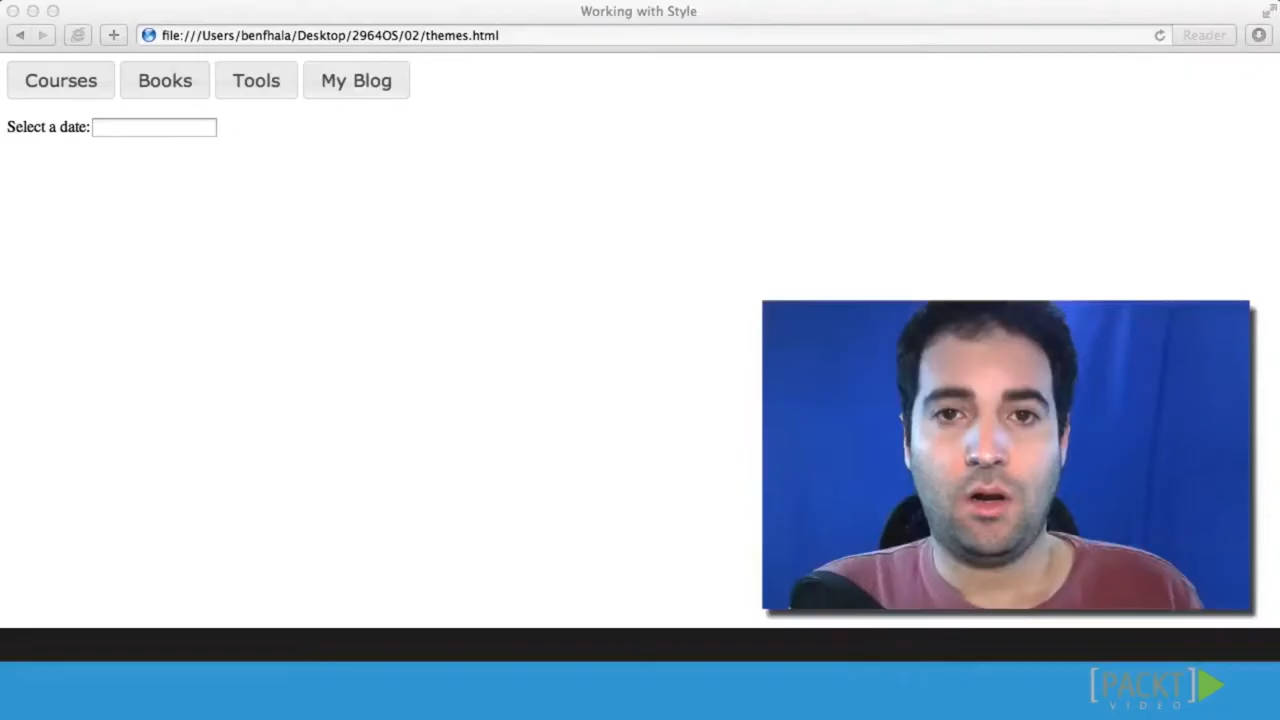 Working with Style
file:///Users/benfhala/Desktop/2964OS/02/themes.html
Reader
Courses
Books
Tools
My Blog
Select a date:
[PACKT]
VIDEO